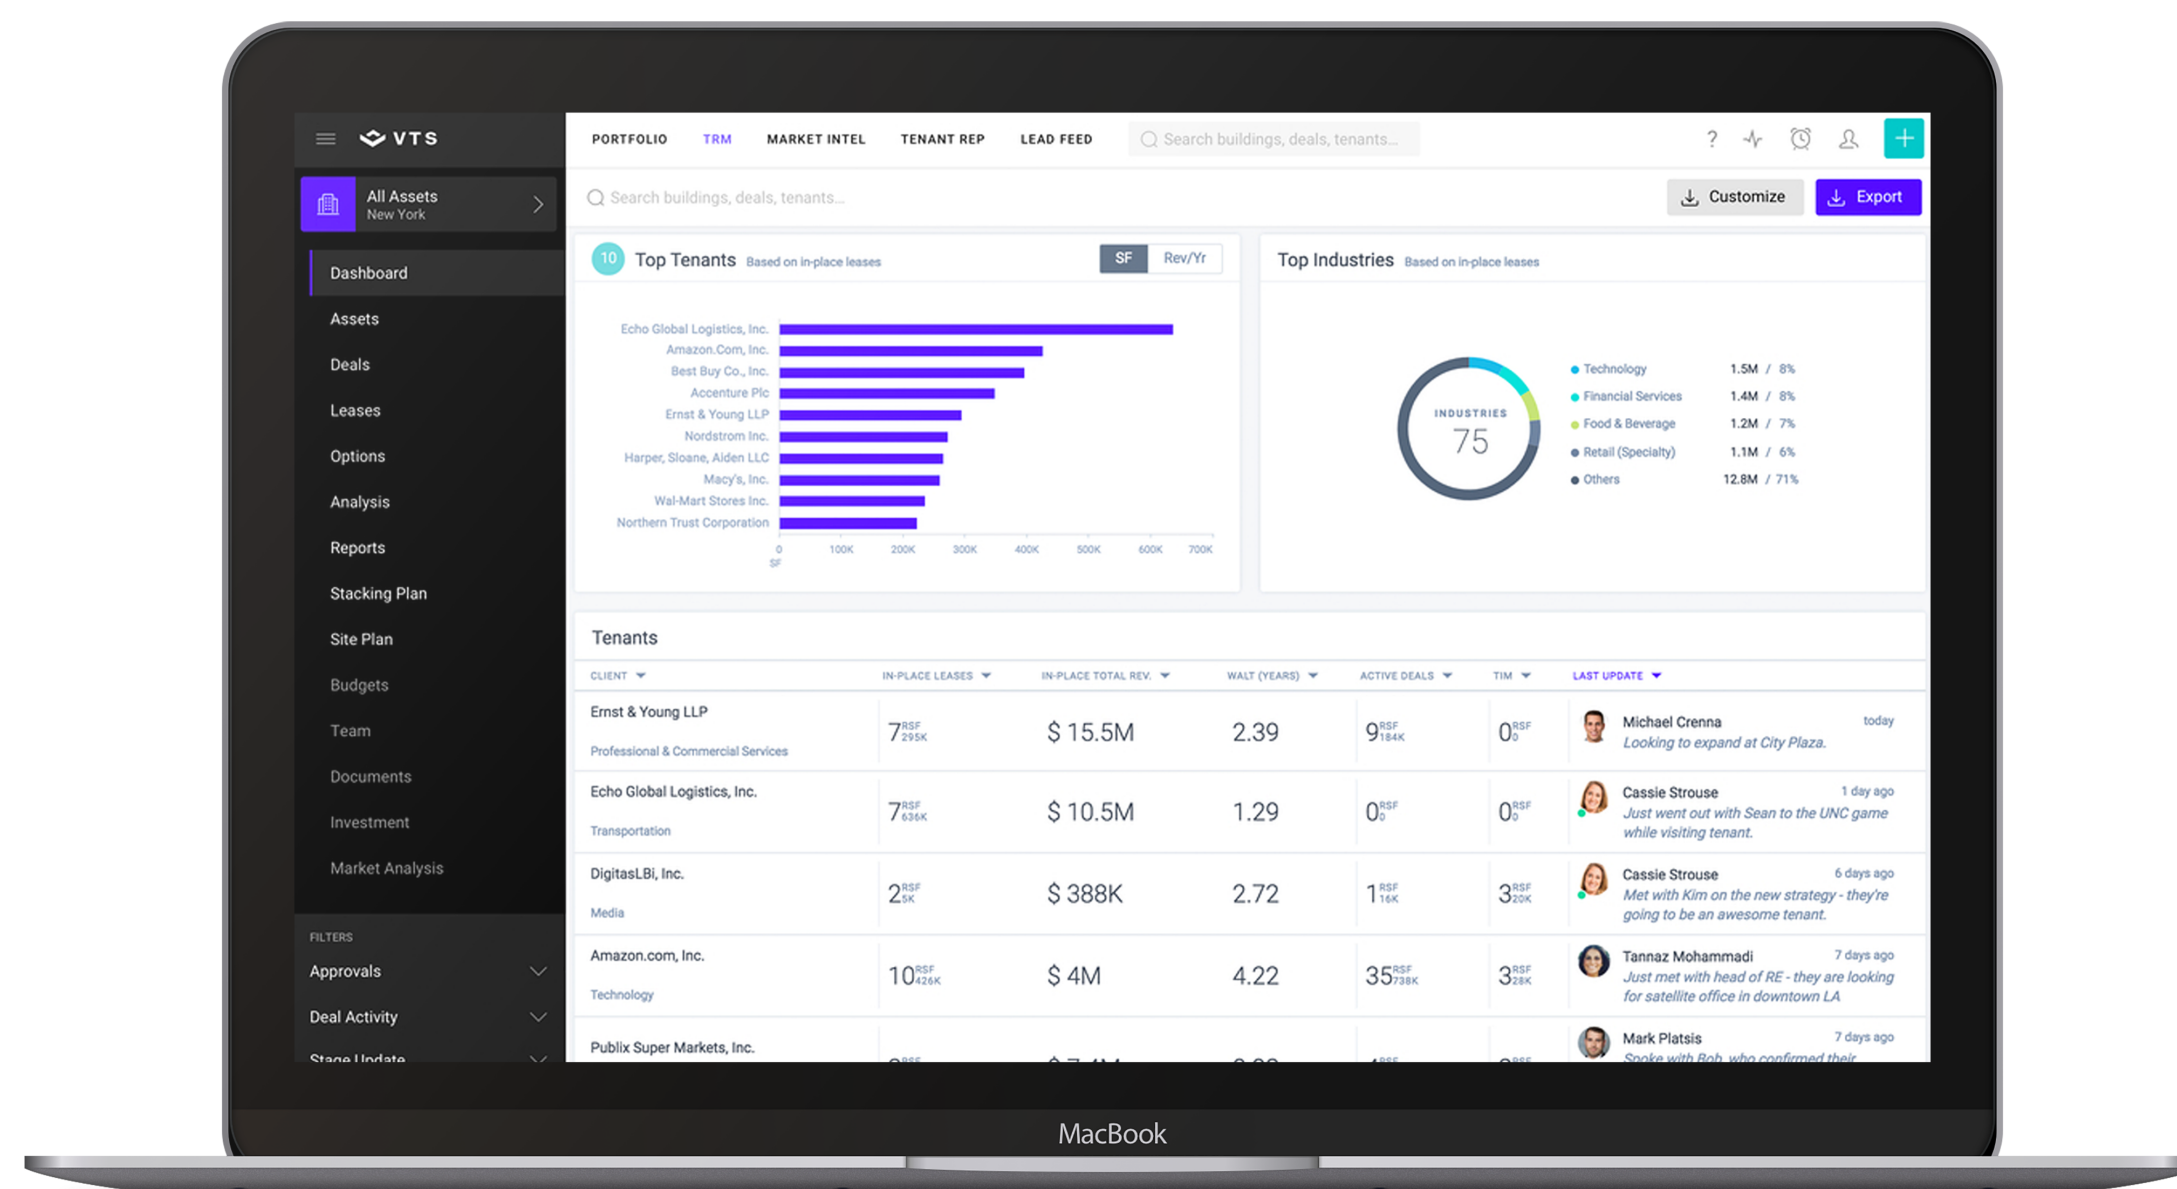 VTS
PORTFOLIO TRM MARKET INTEL TENANT REP LEAD FEED Search buildings, deals, tenants... ? +
All Assets
New York
Search buildings, deals, tenants... Customize Export
Dashboard
Assets
Deals
Leases
Options
Analysis
Reports
Stacking Plan
Site Plan
Budgets
Team
Documents
Investment
Market Analysis
FILTERS
Approvals
Deal Activity
Stage Update
10 Top Tenants Based on in-place leases SF Rev/Yr
Echo Global Logistics, Inc.
Amazon.Com, Inc.
Best Buy Co., Inc.
Accenture Plc
Ernst & Young LLP
Nordstrom Inc.
Harper, Sloane, Aiden LLC
Macy's, Inc.
Wal-Mart Stores Inc.
Northern Trust Corporation
0 100K 200K 300K 400K 500K 600K 700K
SF
Top Industries Based on in-place leases
INDUSTRIES
75
Technology 1.5M / 8%
Financial Services 1.4M / 8%
Food & Beverage 1.2M / 7%
Retail (Specialty) 1.1M / 6%
Others 12.8M / 71%
Tenants
CLIENT IN-PLACE LEASES IN-PLACE TOTAL REV. WALT (YEARS) ACTIVE DEALS TIM LAST UPDATE
Ernst & Young LLP
Professional & Commercial Services
7 RSF 295K $ 15.5M 2.39 9 RSF 184K 0 RSF 0
Michael Crenna today
Looking to expand at City Plaza.
Echo Global Logistics, Inc.
Transportation
7 RSF 636K $ 10.5M 1.29 0 RSF 0 0 RSF 0
Cassie Strouse 1 day ago
Just went out with Sean to the UNC game
while visiting tenant.
DigitasLBi, Inc.
Media
2 RSF 5K $ 388K 2.72 1 RSF 16K 3 RSF 20K
Cassie Strouse 6 days ago
Met with Kim on the new strategy - they're
going to be an awesome tenant.
Amazon.com, Inc.
Technology
10 RSF 426K $ 4M 4.22 35 RSF 738K 3 RSF 28K
Tannaz Mohammadi 7 days ago
Just met with head of RE - they are looking
for satellite office in downtown LA
Publix Super Markets, Inc.
Mark Platsis 7 days ago
Spoke with Bob, who confirmed their
MacBook